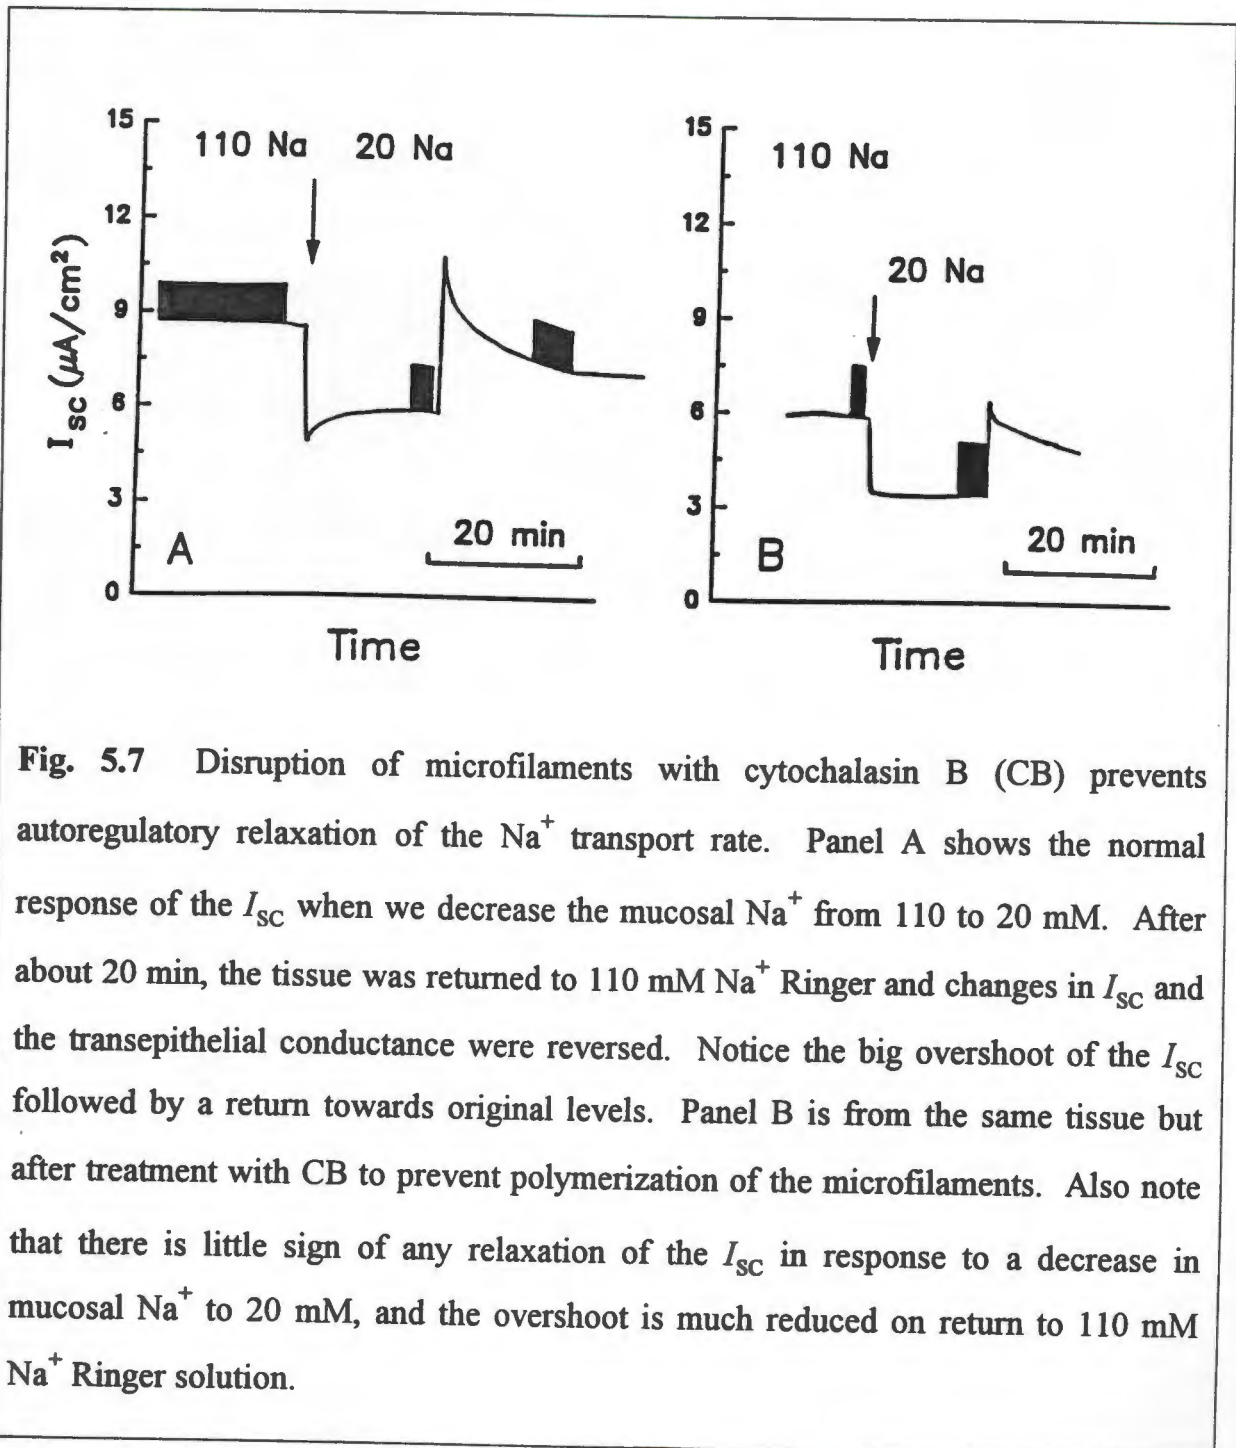 15
110 Na 20 Na
12
9
6
3
0
I_SC (μA/cm²)
A
20 min
Time
15
110 Na
12
20 Na
9
6
3
0
B
20 min
Time
Fig. 5.7 Disruption of microfilaments with cytochalasin B (CB) prevents
autoregulatory relaxation of the Na⁺ transport rate. Panel A shows the normal
response of the I_SC when we decrease the mucosal Na⁺ from 110 to 20 mM. After
about 20 min, the tissue was returned to 110 mM Na⁺ Ringer and changes in I_SC and
the transepithelial conductance were reversed. Notice the big overshoot of the I_SC
followed by a return towards original levels. Panel B is from the same tissue but
after treatment with CB to prevent polymerization of the microfilaments. Also note
that there is little sign of any relaxation of the I_SC in response to a decrease in
mucosal Na⁺ to 20 mM, and the overshoot is much reduced on return to 110 mM
Na⁺ Ringer solution.